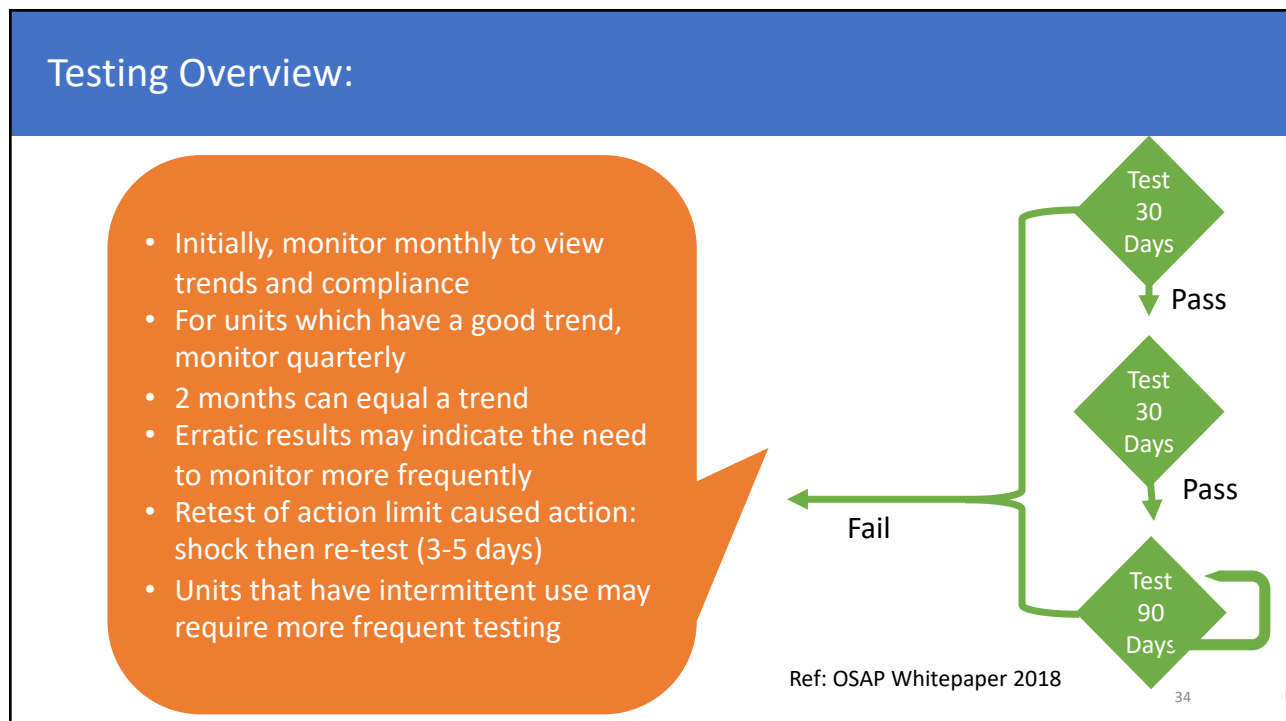 Testing Overview:
• Initially, monitor monthly to view
trends and compliance
• For units which have a good trend,
monitor quarterly
• 2 months can equal a trend
• Erratic results may indicate the need
to monitor more frequently
• Retest of action limit caused action:
shock then re-test (3-5 days)
• Units that have intermittent use may
require more frequent testing
Test
30
Days
Pass
Test
30
Days
Pass
Fail
Test
90
Days
Ref: OSAP Whitepaper 2018
34